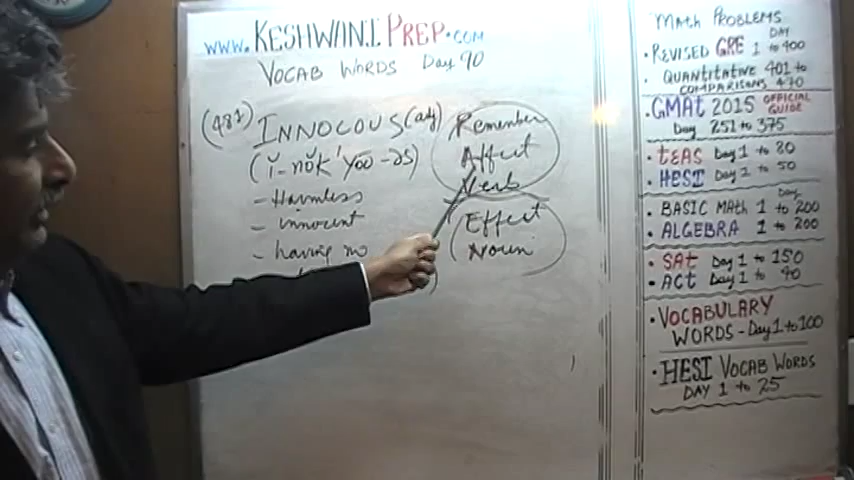 www.KESHWANI PREP.com
VOCAB WORDS Day 90
(481) INNOCOUS (adj)
(ĭ-nŏk'yoo-əs)
- Harmless
- innocent
- having no
Remember
Affect
Verb
Effect
Noun
MATH PROBLEMS
DAY
• REVISED GRE 1 to 400
• QUANTITATIVE 401 to
COMPARISONS 470
• GMAT 2015 OFFICIAL GUIDE
Day 251 to 375
• TEAS Day 1 to 80
• HESI Day 1 to 50
Day
• BASIC MATH 1 to 200
• ALGEBRA 1 to 200
• SAT Day 1 to 150
• ACT Day 1 to 90
• VOCABULARY
WORDS - Day 1 to 100
• HESI VOCAB WORDS
DAY 1 to 25